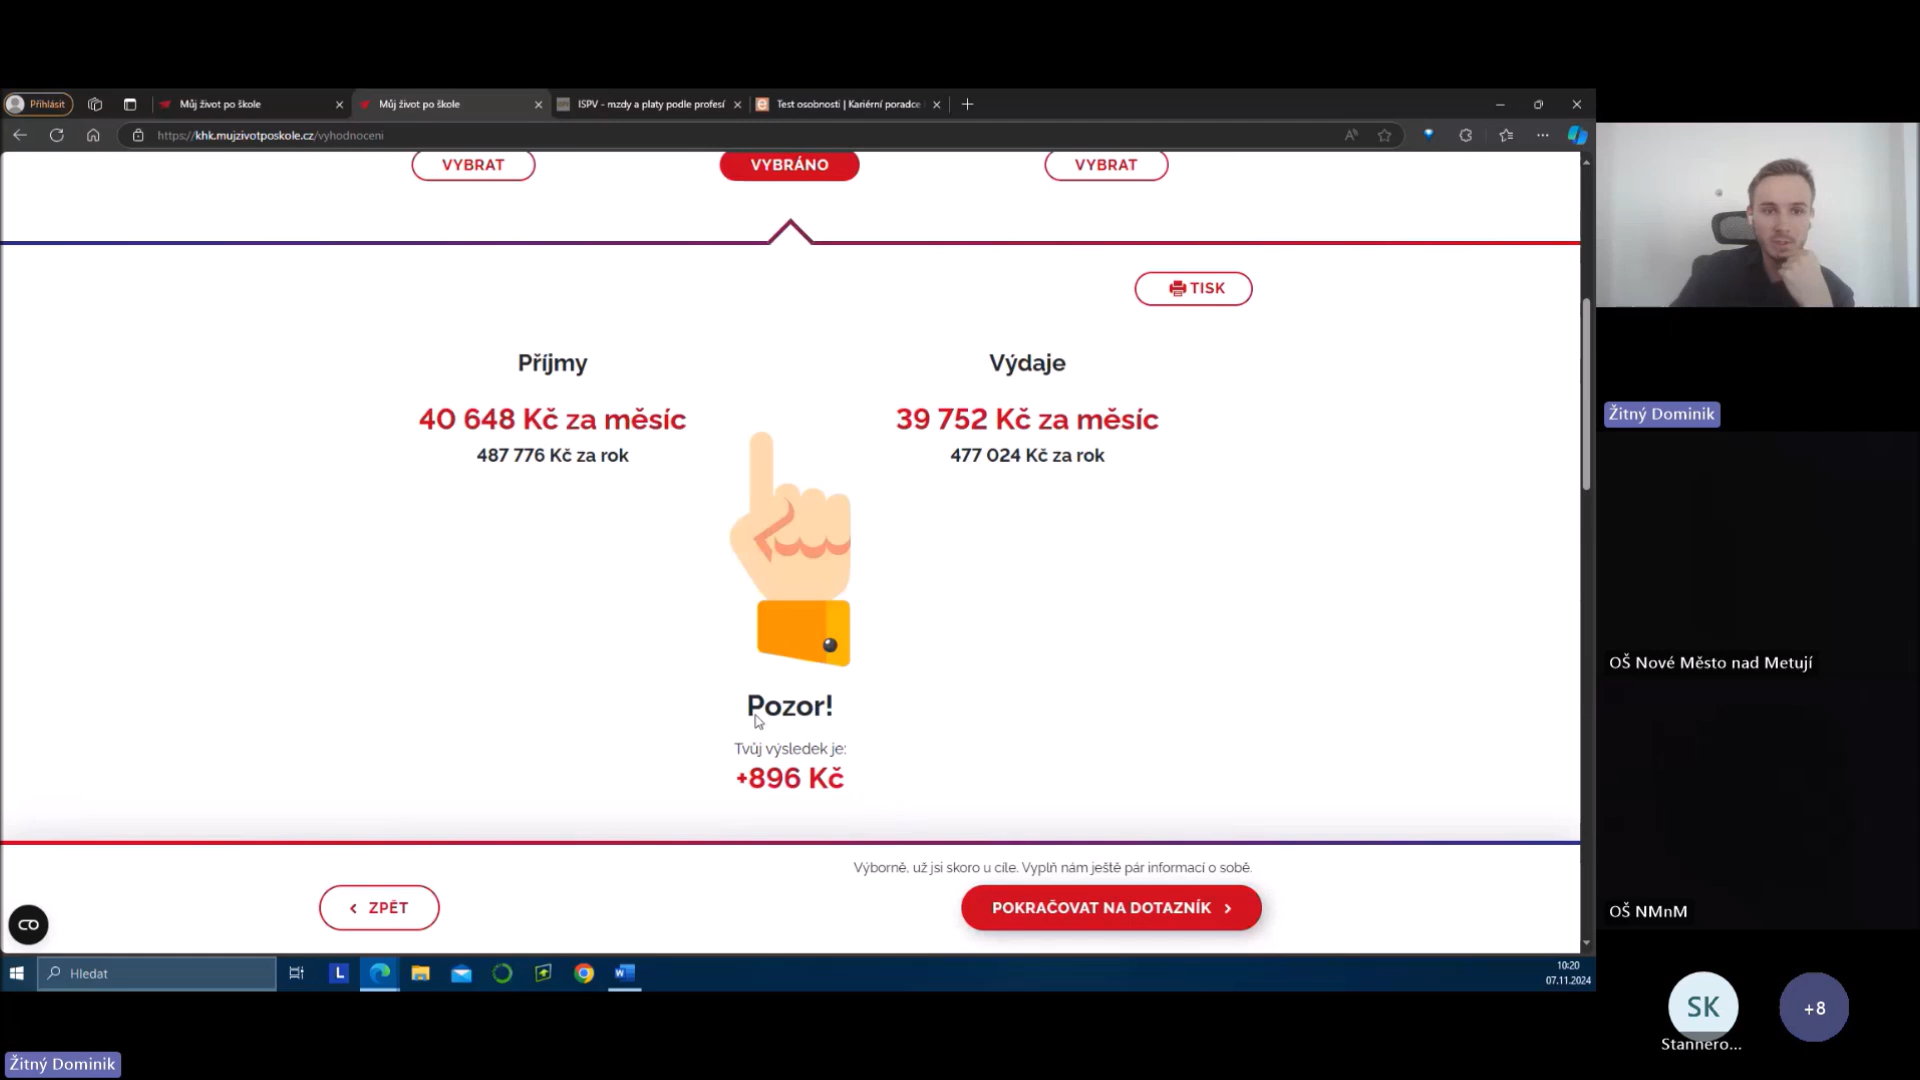 Přihlásit
Můj život po škole
Můj život po škole
ISPV - mzdy a platy podle profesí
Test osobnosti | Kariérní poradce
https://khk.mujzivotposkole.cz/vyhodnoceni
VYBRAT
VYBRÁNO
VYBRAT
TISK
Příjmy
Výdaje
40 648 Kč za měsíc
39 752 Kč za měsíc
487 776 Kč za rok
477 024 Kč za rok
Pozor!
Tvůj výsledek je:
+896 Kč
Výborně, už jsi skoro u cíle. Vyplň nám ještě pár informací o sobě.
ZPĚT
POKRAČOVAT NA DOTAZNÍK
Hledat
10:20
07.11.2024
Žitný Dominik
OŠ Nové Město nad Metují
OŠ NMnM
SK
+8
Stannero...
Žitný Dominik